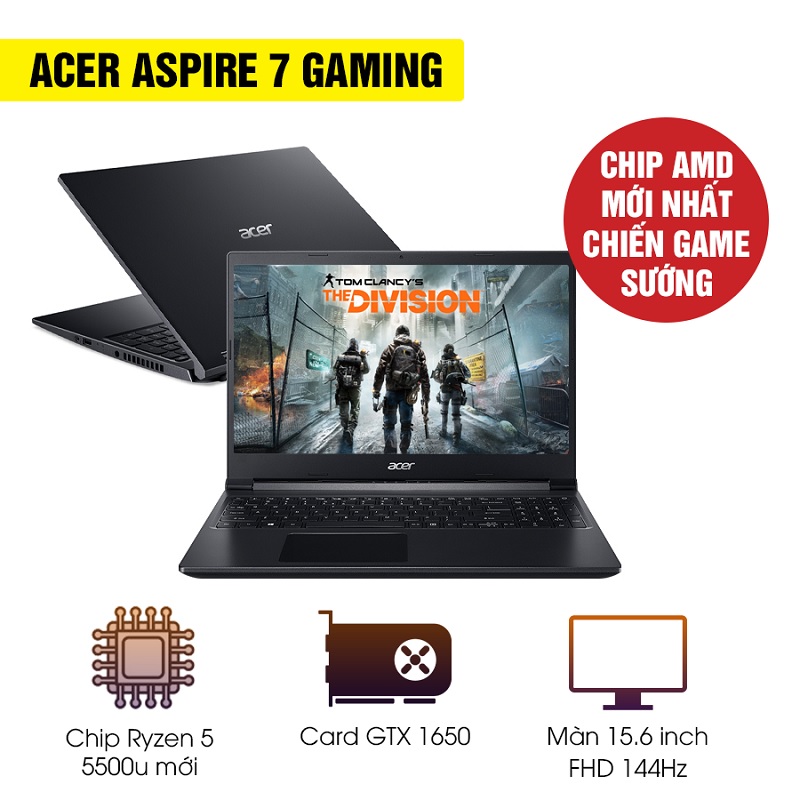 ACER ASPIRE 7 GAMING
CHIP AMD
MỚI NHẤT
CHIẾN GAME
SƯỚNG
acer
TOM CLANCY'S
THE DIVISION
acer
Chip Ryzen 5
5500u mới
Card GTX 1650
Màn 15.6 inch
FHD 144Hz